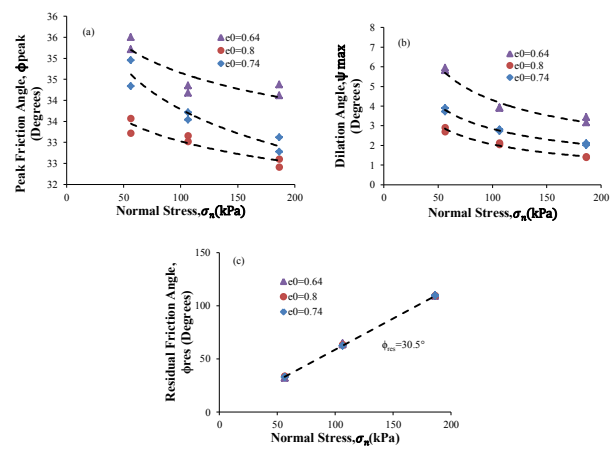 (a)
e0=0.64
e0=0.8
e0=0.74
Peak Friction Angle, ϕpeak
(Degrees)
36
35
35
34
34
33
33
32
0
50
100
150
200
Normal Stress,σn(kPa)
(b)
e0=0.64
e0=0.8
e0=0.74
Dilation Angle,ψmax
(Degrees)
8
7
6
5
4
3
2
1
0
0
50
100
150
200
Normal Stress,σn(kPa)
(c)
e0=0.64
e0=0.8
e0=0.74
Residual Friction Angle,
ϕres (Degrees)
150
100
50
0
ϕres=30.5°
0
50
100
150
200
Normal Stress,σn(kPa)